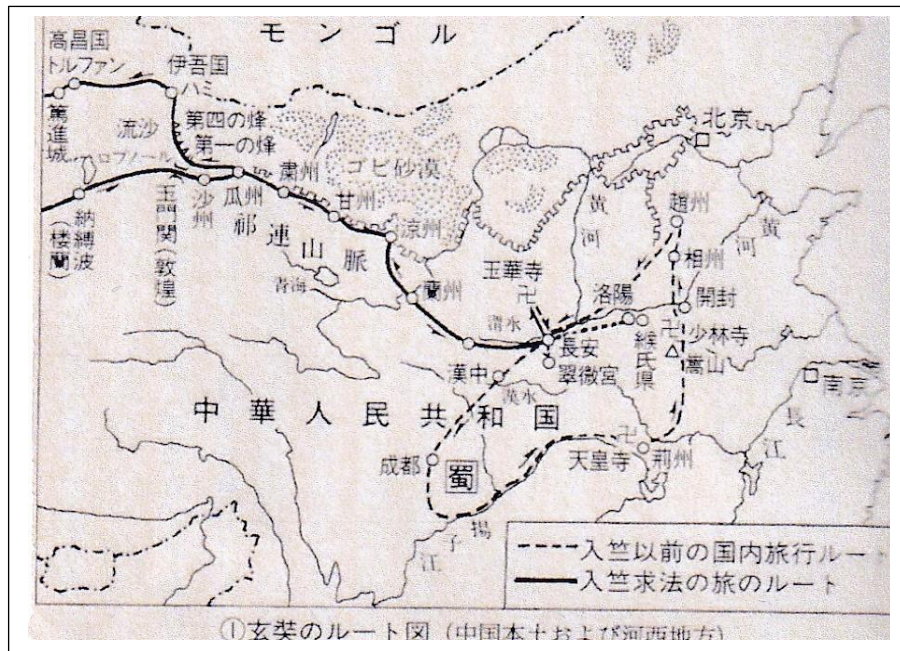 モンゴル
高昌国
トルファン
伊吾国
ハミ
篤進城
流沙
第四の烽
第一の烽
ロプノール
粛州
ゴビ砂漠
北京
瓜州
沙州
甘州
涼州
黄河
趙州
黄河
納縛波
(楼蘭)
玉門関
(敦煌)
祁連山脈
青海
蘭州
玉華寺
洛陽
相州
開封
渭水
長安
翠微宮
緱氏県
少林寺
嵩山
漢中
漢水
南京
中華人民共和国
長江
成都
蜀
天皇寺
荆州
揚子江
入竺以前の国内旅行ルート
入竺求法の旅のルート
①玄奘のルート図(中国本土および河西地方)